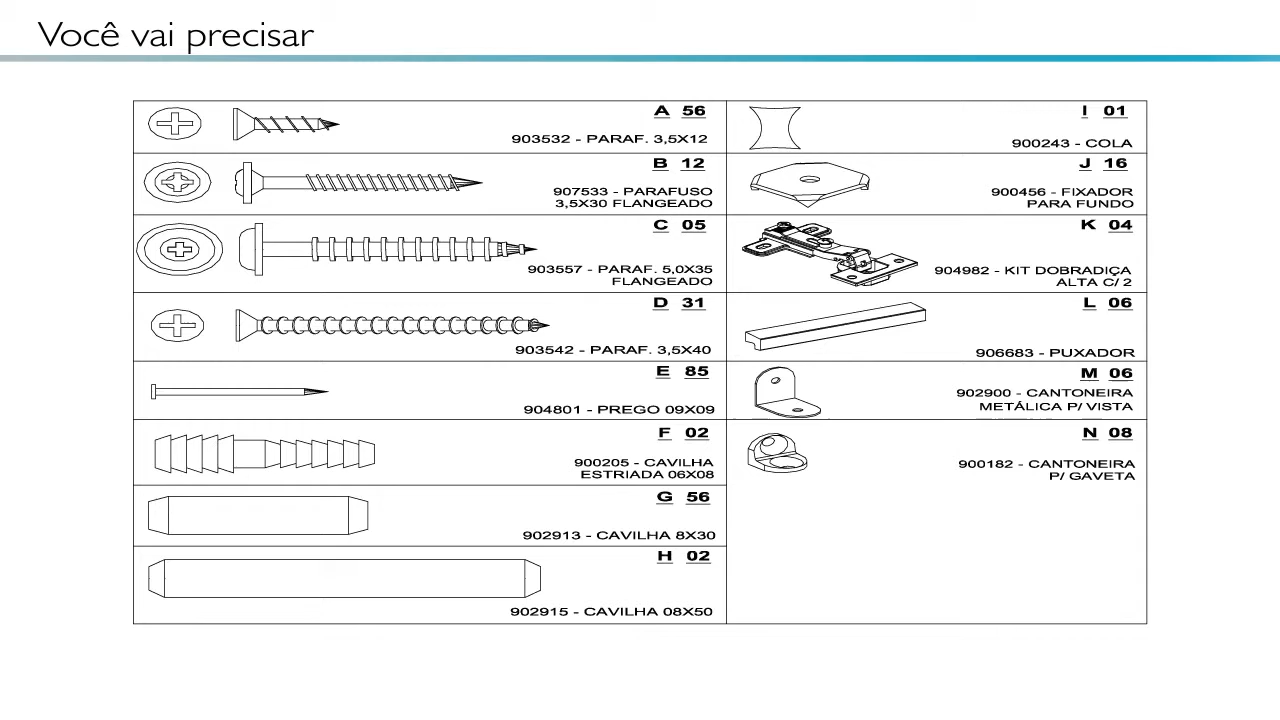 Você vai precisar
A 56
903532 - PARAF. 3,5X12
B 12
907533 - PARAFUSO
3,5X30 FLANGEADO
C 05
903557 - PARAF. 5,0X35
FLANGEADO
D 31
903542 - PARAF. 3,5X40
E 85
904801 - PREGO 09X09
F 02
900205 - CAVILHA
ESTRIADA 06X08
G 56
902913 - CAVILHA 8X30
H 02
902915 - CAVILHA 08X50
I 01
900243 - COLA
J 16
900456 - FIXADOR
PARA FUNDO
K 04
904982 - KIT DOBRADIÇA
ALTA C/ 2
L 06
906683 - PUXADOR
M 06
902900 - CANTONEIRA
METÁLICA P/ VISTA
N 08
900182 - CANTONEIRA
P/ GAVETA